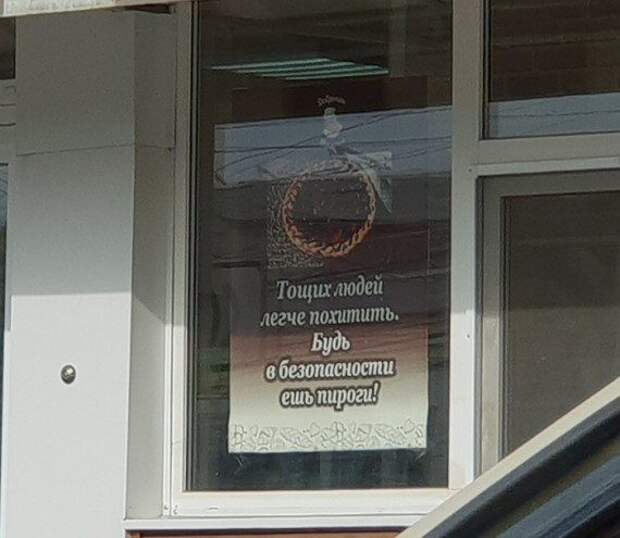 Тощих людей
легче похитить.
Будь
в безопасности
ешь пироги!